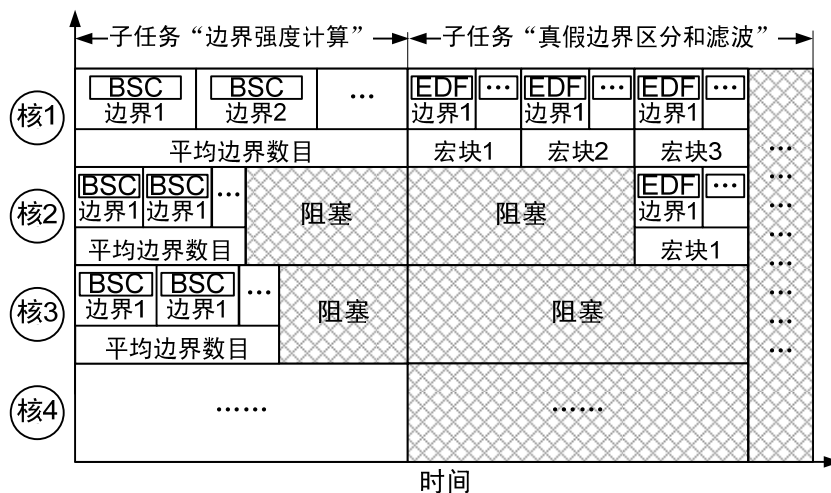 子任务“边界强度计算” 子任务“真假边界区分和滤波”
核1
BSC BSC … EDF … EDF … EDF …
边界1 边界2 边界1 边界1 边界1
平均边界数目 宏块1 宏块2 宏块3
…
…
…
…
…
…
…
…
核2
BSC BSC … 阻塞 阻塞 EDF …
边界1 边界1 边界1
平均边界数目 宏块1
核3
BSC BSC … 阻塞 阻塞
边界1 边界1
平均边界数目
核4
…… ……
时间